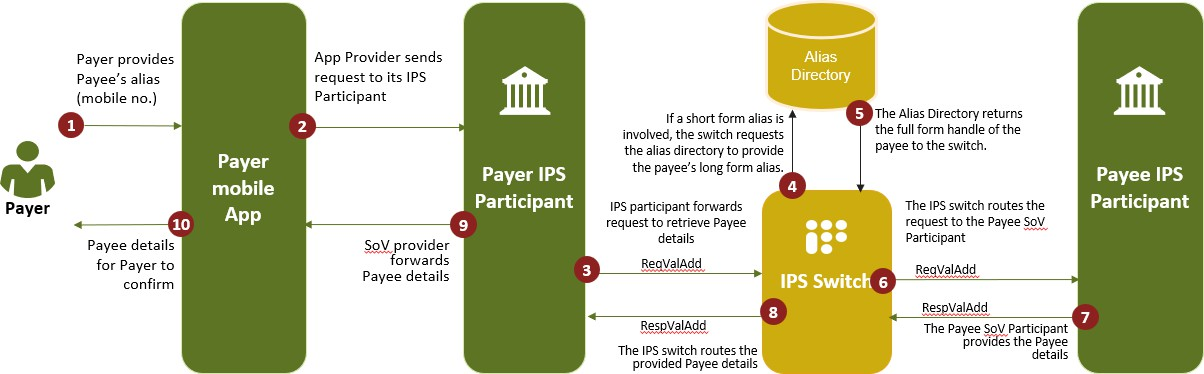 Payer provides
Payee's alias
(mobile no.)
1
Payer
10
Payee details
for Payer to
confirm
Payer
mobile
App
App Provider sends
request to its IPS
Participant
2
9
SoV provider
forwards
Payee details
Payer IPS
Participant
Alias
Directory
If a short form alias is
involved, the switch requests
the alias directory to provide
the payee's long form alias.
4
5
The Alias Directory returns
the full form handle of the
payee to the switch.
IPS participant forwards
request to retrieve Payee
details
3
ReqValAdd
8
RespValAdd
The IPS switch routes the
provided Payee details
IPS Switch
The IPS switch routes the
request to the Payee SoV
Participant
6
ReqValAdd
RespValAdd
7
The Payee SoV Participant
provides the Payee
details
Payee IPS
Participant